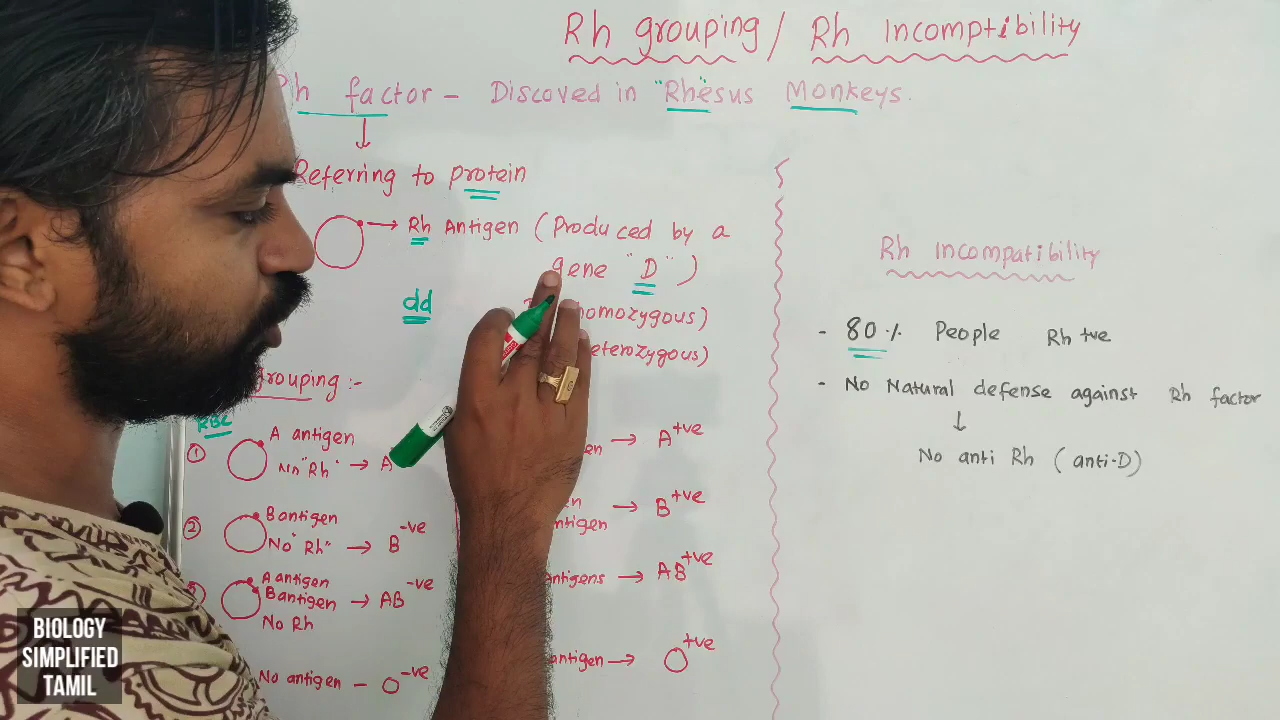 Rh grouping / Rh Incomptibility
Rh factor - Discoved in "Rhesus Monkeys.
Referring to protein
Rh Antigen (Produced by a
gene "D")
dd
homozygous)
eterozygous)
grouping :-
RBC
① A antigen
No "Rh" → A
en → A+ve
② B antigen
No "Rh" → B-ve
en
ntigen → B+ve
A antigen
B antigen → AB-ve
No Rh
ntigens → AB+ve
No antigen - O-ve
antigen → O+ve
Rh Incompatibility
- 80% People Rh +ve
- No Natural defense against Rh factor
↓
No anti Rh (anti-D)
BIOLOGY
SIMPLIFIED
TAMIL